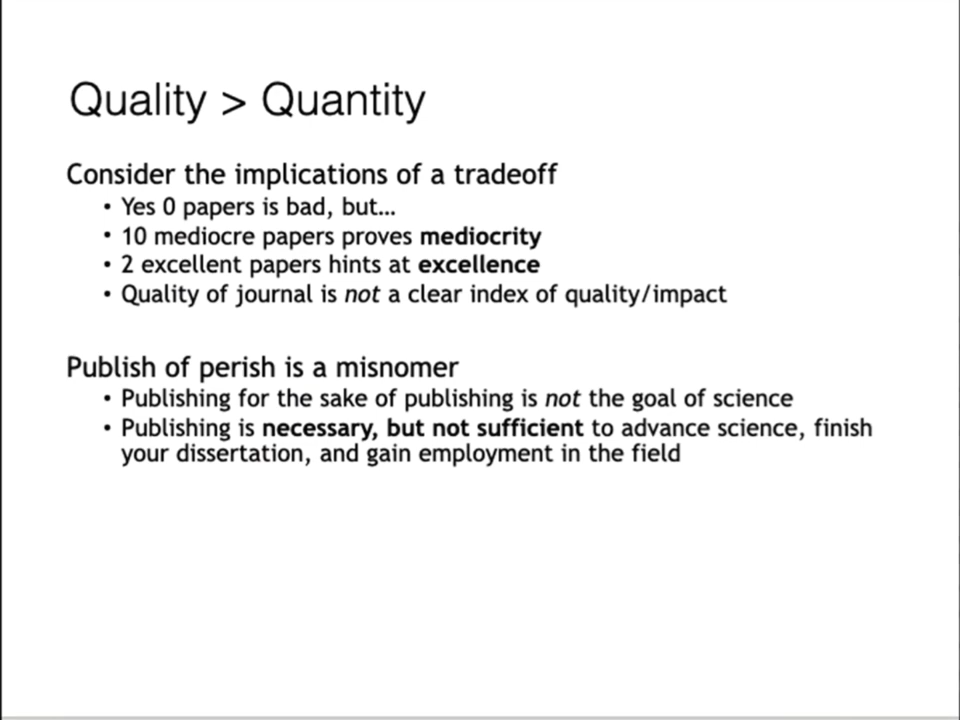 Quality > Quantity
Consider the implications of a tradeoff
• Yes 0 papers is bad, but...
• 10 mediocre papers proves mediocrity
• 2 excellent papers hints at excellence
• Quality of journal is not a clear index of quality/impact
Publish of perish is a misnomer
• Publishing for the sake of publishing is not the goal of science
• Publishing is necessary, but not sufficient to advance science, finish
your dissertation, and gain employment in the field